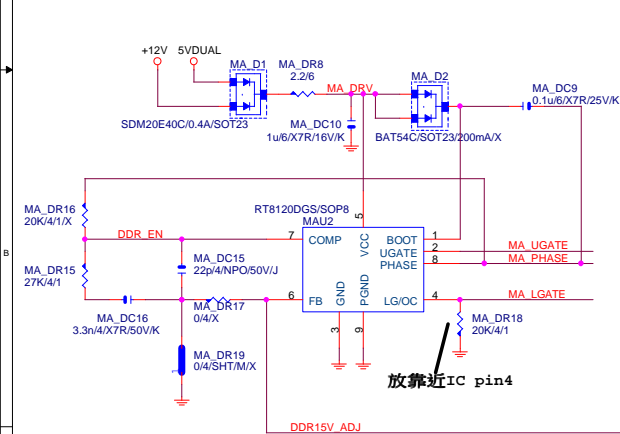 +12V
5VDUAL
MA_D1
MA_DR8
2.2/6
MA_DRV
MA_D2
MA_DC9
0.1u/6/X7R/25V/K
SDM20E40C/0.4A/SOT23
MA_DC10
1u/6/X7R/16V/K
BAT54C/SOT23/200mA/X
MA_DR16
20K/4/1/X
RT8120DGS/SOP8
MAU2
5
DDR_EN
7
COMP
VCC
BOOT
1
UGATE
2
MA_UGATE
PHASE
8
MA_PHASE
B
MA_DR15
27K/4/1
MA_DC15
22p/4/NPO/50V/J
6
FB
GND
PGND
LG/OC
4
MA_LGATE
MA_DC16
3.3n/4/X7R/50V/K
MA_DR17
0/4/X
3
9
MA_DR18
20K/4/1
1
MA_DR19
0/4/SHT/M/X
放靠近IC pin4
DDR15V_ADJ